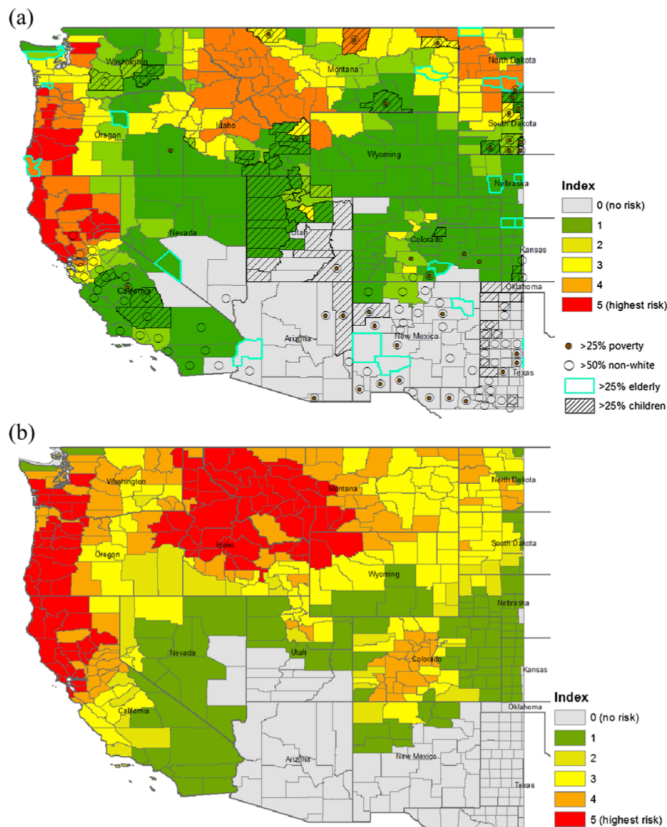 (a)
Washington
Montana
North Dakota
Oregon
Idaho
South Dakota
Wyoming
Nebraska
Nevada
Utah
Colorado
Kansas
California
Oklahoma
Arizona
New Mexico
Texas
Index
0 (no risk)
1
2
3
4
5 (highest risk)
>25% poverty
>50% non-white
>25% elderly
>25% children
(b)
Washington
Montana
North Dakota
Oregon
Idaho
South Dakota
Wyoming
Nebraska
Nevada
Utah
Colorado
Kansas
California
Oklahoma
Arizona
New Mexico
Texas
Index
0 (no risk)
1
2
3
4
5 (highest risk)